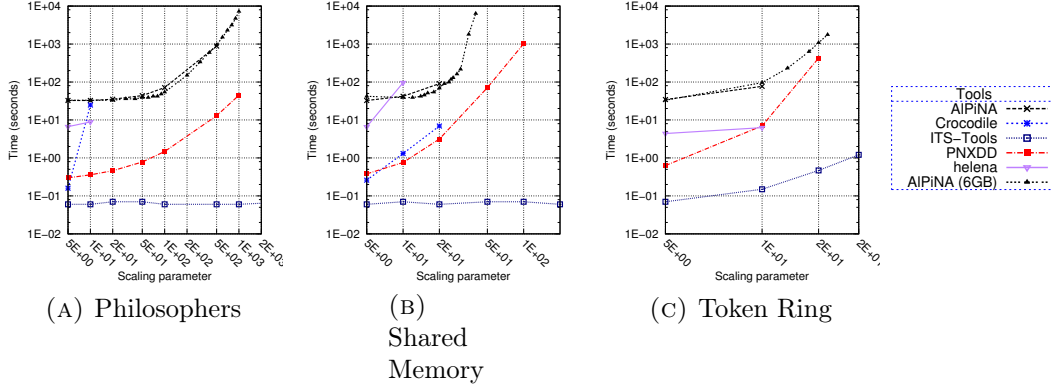 1E+04
1E+03
1E+02
1E+01
1E+00
1E-01
1E-02
Time (seconds)
5E+00
1E+01
2E+01
5E+01
1E+02
2E+02
5E+02
1E+03
2E+03
Scaling parameter
(A) Philosophers
1E+04
1E+03
1E+02
1E+01
1E+00
1E-01
1E-02
Time (seconds)
5E+00
1E+01
2E+01
5E+01
1E+02
Scaling parameter
(B)
Shared
Memory
1E+04
1E+03
1E+02
1E+01
1E+00
1E-01
1E-02
Time (seconds)
5E+00
1E+01
2E+01
2E+01
Scaling parameter
(C) Token Ring
Tools
AlPiNA
Crocodile
ITS-Tools
PNXDD
helena
AlPiNA (6GB)